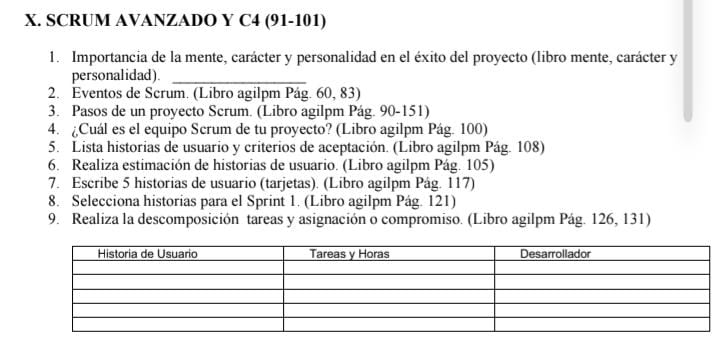 X. SCRUM AVANZADO Y C4 (91-101)
1. Importancia de la mente, carácter y personalidad en el éxito del proyecto (libro mente, carácter y
personalidad). ____________________
2. Eventos de Scrum. (Libro agilpm Pág. 60, 83)
3. Pasos de un proyecto Scrum. (Libro agilpm Pág. 90-151)
4. ¿Cuál es el equipo Scrum de tu proyecto? (Libro agilpm Pág. 100)
5. Lista historias de usuario y criterios de aceptación. (Libro agilpm Pág. 108)
6. Realiza estimación de historias de usuario. (Libro agilpm Pág. 105)
7. Escribe 5 historias de usuario (tarjetas). (Libro agilpm Pág. 117)
8. Selecciona historias para el Sprint 1. (Libro agilpm Pág. 121)
9. Realiza la descomposición tareas y asignación o compromiso. (Libro agilpm Pág. 126, 131)
Historia de Usuario Tareas y Horas Desarrollador